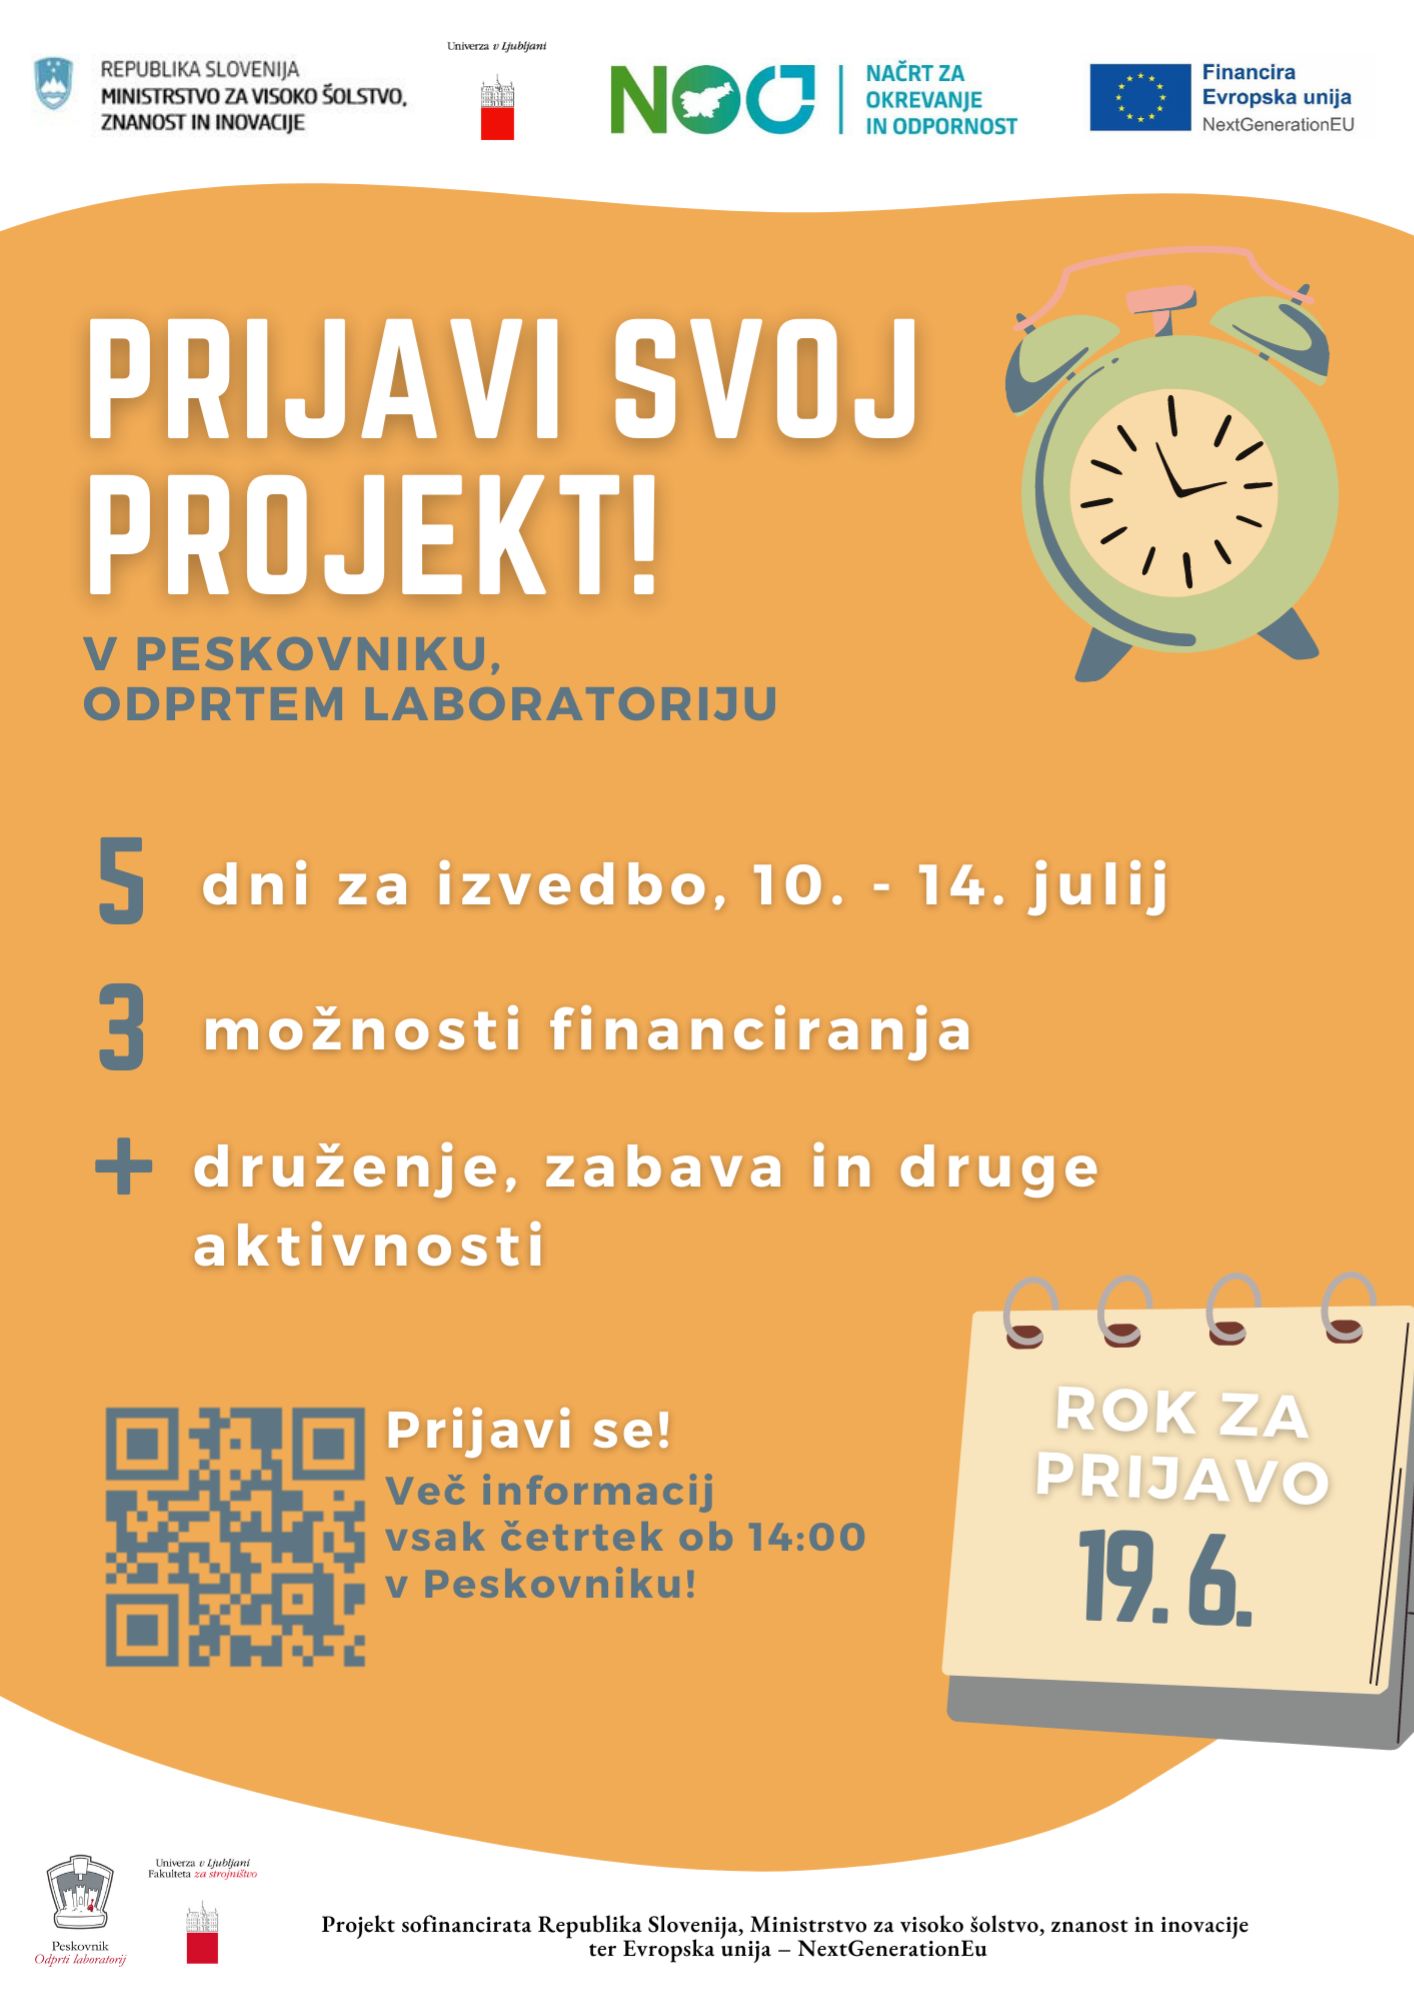 REPUBLIKA SLOVENIJA
MINISTRSTVO ZA VISOKO ŠOLSTVO,
ZNANOST IN INOVACIJE
Univerza v Ljubljani
NOO
NAČRT ZA
OKREVANJE
IN ODPORNOST
Financira
Evropska unija
NextGenerationEU
PRIJAVI SVOJ
PROJEKT!
V PESKOVNIKU,
ODPRTEM LABORATORIJU
5 dni za izvedbo, 10. - 14. julij
3 možnosti financiranja
+ druženje, zabava in druge
aktivnosti
Prijavi se!
Več informacij
vsak četrtek ob 14:00
v Peskovniku!
ROK ZA
PRIJAVO
19. 6.
Peskovnik
Odprti laboratorij
Univerza v Ljubljani
Fakulteta za strojništvo
Projekt sofinancirata Republika Slovenija, Ministrstvo za visoko šolstvo, znanost in inovacije
ter Evropska unija – NextGenerationEu